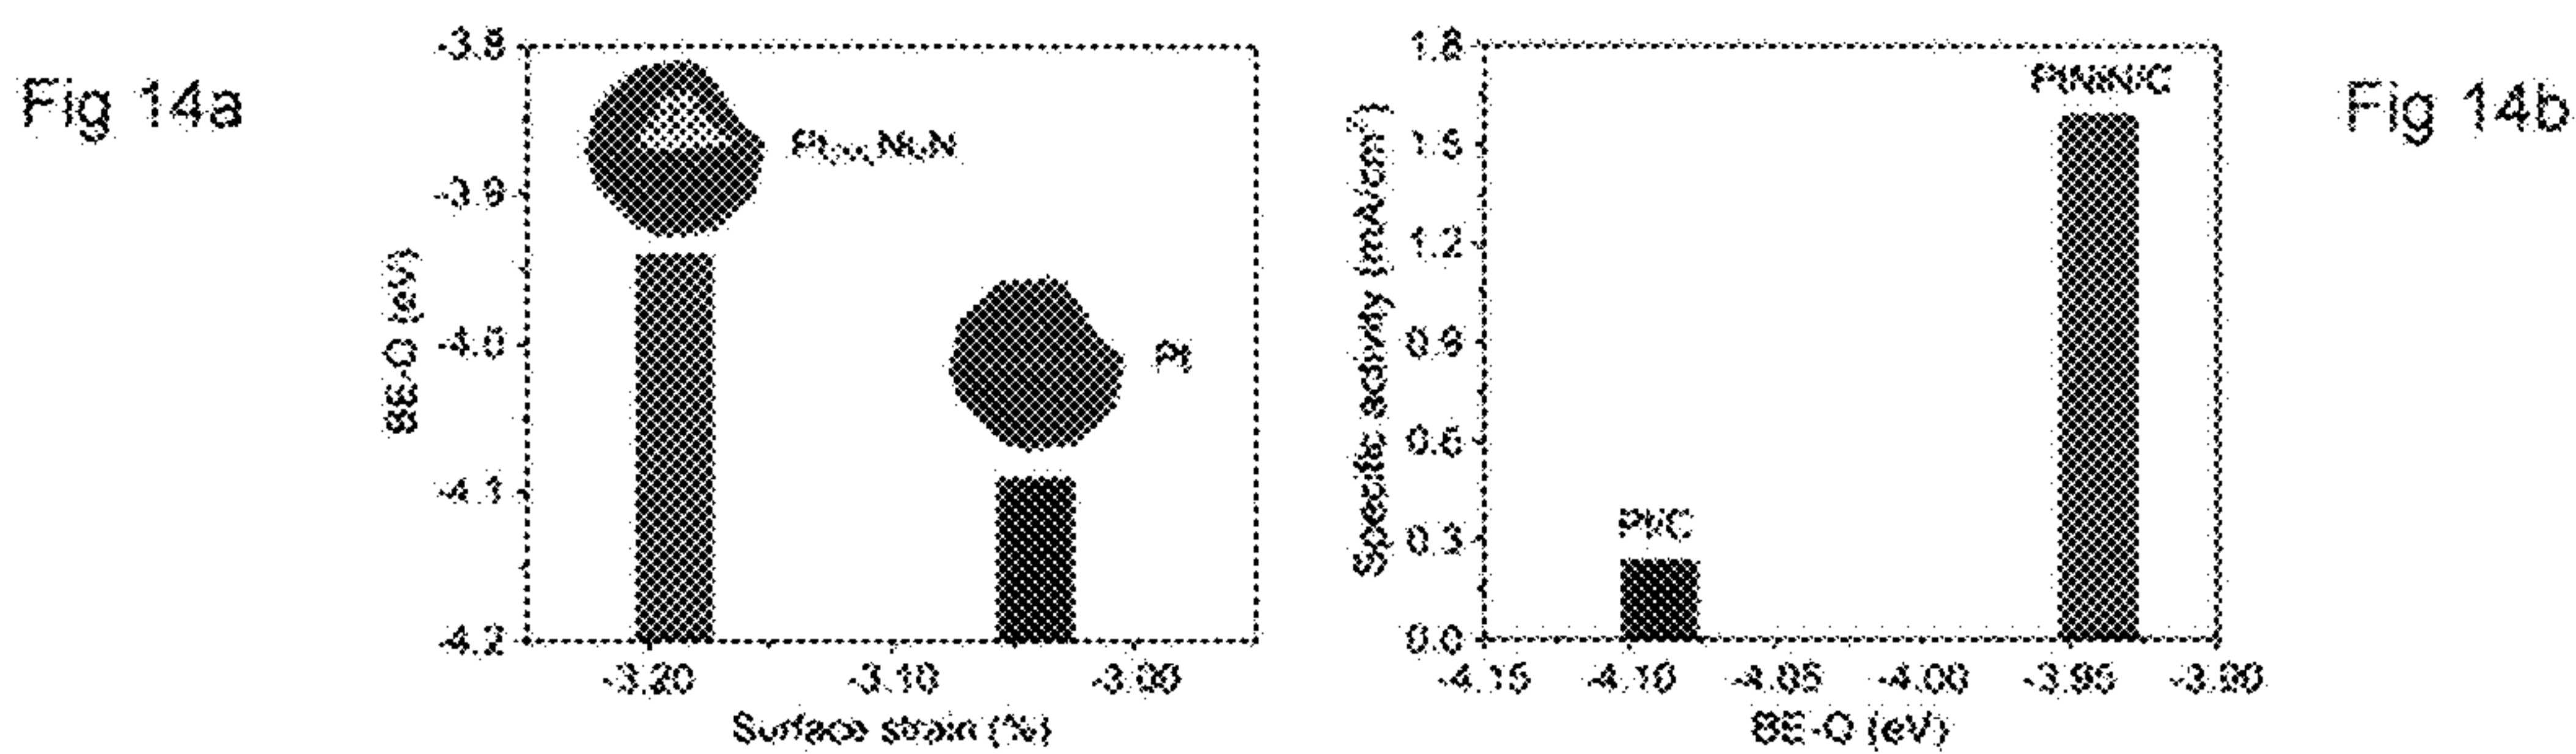 Fig 14a
-3.8
-3.9
-4.0
-4.1
-4.2
BE-O (eV)
Pt
-3.20
-3.10
-3.00
Surface strain (%)
Fig 14b
1.8
1.5
1.2
0.9
0.6
0.3
0.0
Specific activity (mA/cm²)
PtNiN/C
Pt/C
-4.15
-4.10
-4.05
-4.00
-3.95
-3.90
BE-O (eV)